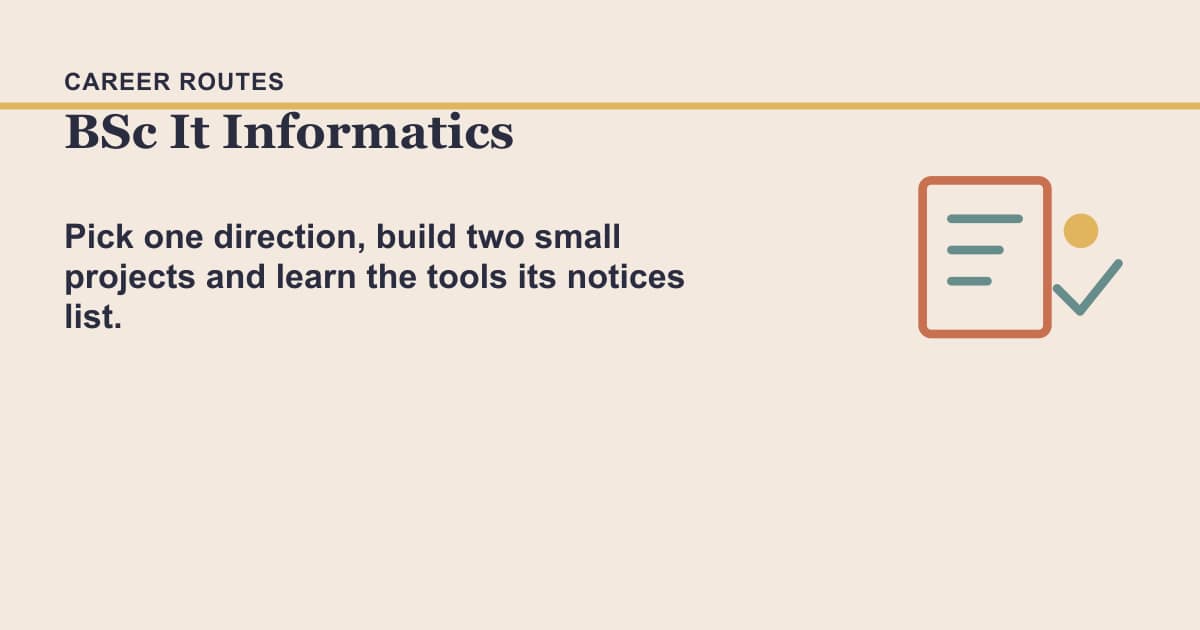 CAREER ROUTES
BSc It Informatics
Pick one direction, build two small
projects and learn the tools its notices
list.